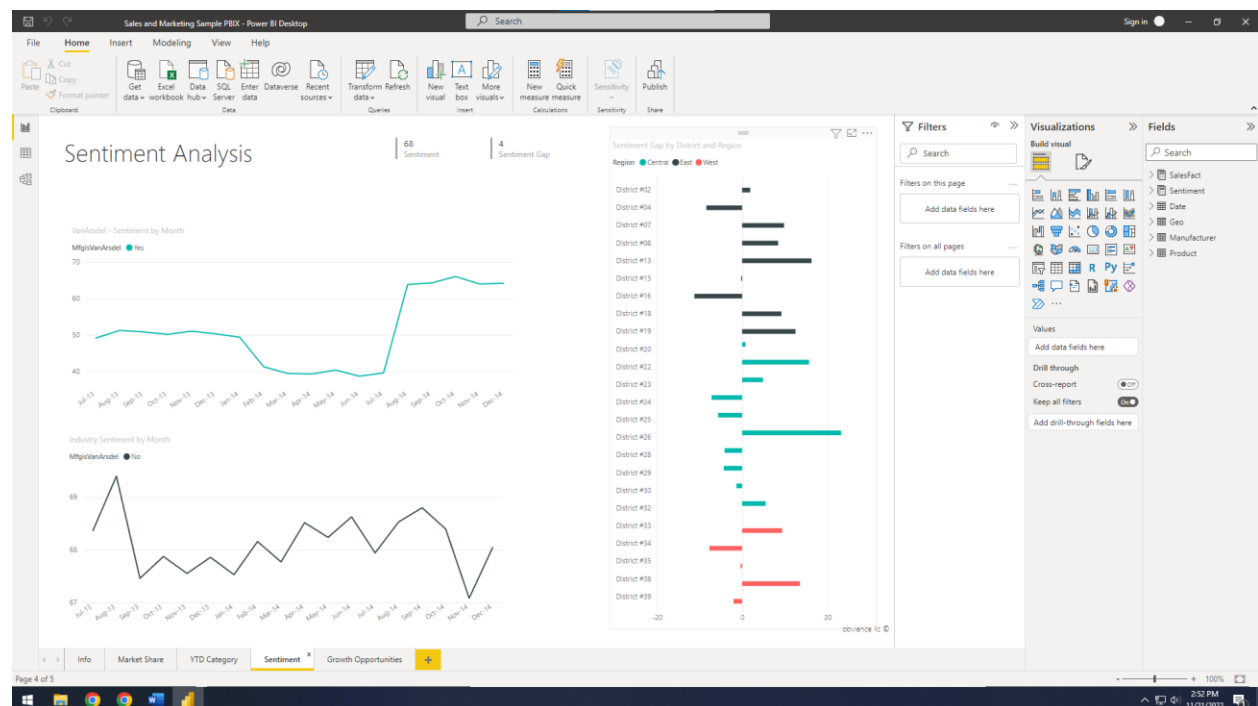 Sales and Marketing Sample PBIX - Power BI Desktop
Search
Sign in
File Home Insert Modeling View Help
Paste
Cut
Copy
Format painter
Clipboard
Get data
Excel workbook
Data hub
SQL Server
Enter data
Dataverse
Recent sources
Data
Transform data
Refresh
Queries
New visual
Text box
More visuals
Insert
New measure
Quick measure
Calculations
Sensitivity
Sensitivity
Publish
Share
Sentiment Analysis
68
Sentiment
4
Sentiment Gap
VanArsdel - Sentiment by Month
MfgisVanArsdel Yes
70
60
50
40
Jul-13 Aug-13 Sep-13 Oct-13 Nov-13 Dec-13 Jan-14 Feb-14 Mar-14 Apr-14 May-14 Jun-14 Jul-14 Aug-14 Sep-14 Oct-14 Nov-14 Dec-14
Industry Sentiment by Month
MfgisVanArsdel No
69
68
67
Jul-13 Aug-13 Sep-13 Oct-13 Nov-13 Dec-13 Jan-14 Feb-14 Mar-14 Apr-14 May-14 Jun-14 Jul-14 Aug-14 Sep-14 Oct-14 Nov-14 Dec-14
Sentiment Gap by District and Region
Region Central East West
District #02
District #04
District #07
District #08
District #13
District #15
District #16
District #18
District #19
District #20
District #22
District #23
District #24
District #25
District #26
District #28
District #29
District #30
District #32
District #33
District #34
District #35
District #38
District #39
-20 0 20
obvience llc ©
Filters
Search
Filters on this page
Add data fields here
Filters on all pages
Add data fields here
Visualizations
Build visual
R Py
Values
Add data fields here
Drill through
Cross-report Off
Keep all filters On
Add drill-through fields here
Fields
Search
SalesFact
Sentiment
Date
Geo
Manufacturer
Product
Info Market Share YTD Category Sentiment x Growth Opportunities +
Page 4 of 5
- + 100%
2:52 PM
11/21/2022